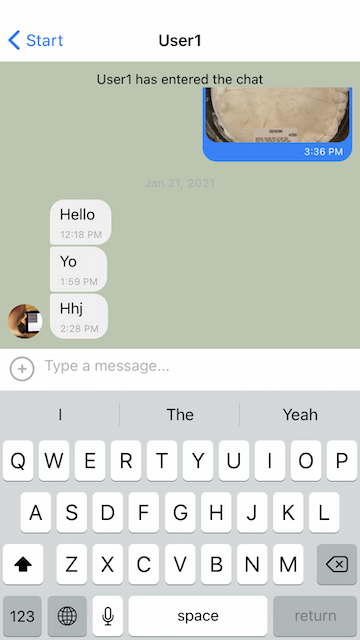 Start
User1
User1 has entered the chat
3:36 PM
Jan 21, 2021
Hello
12:18 PM
Yo
1:59 PM
Hhj
2:28 PM
Type a message...
I The Yeah
Q W E R T Y U I O P
A S D F G H J K L
Z X C V B N M
123 space return